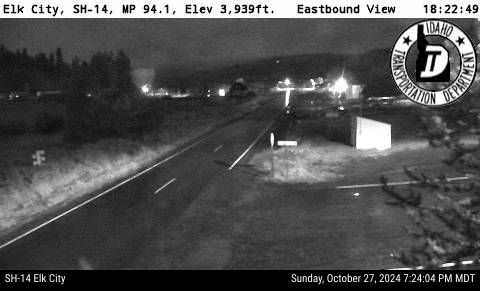 Elk City, SH-14, MP 94.1, Elev 3,939ft. Eastbound View 18:22:49
IDAHO
TRANSPORTATION DEPARTMENT
SH-14 Elk City Sunday, October 27, 2024 7:24:04 PM MDT